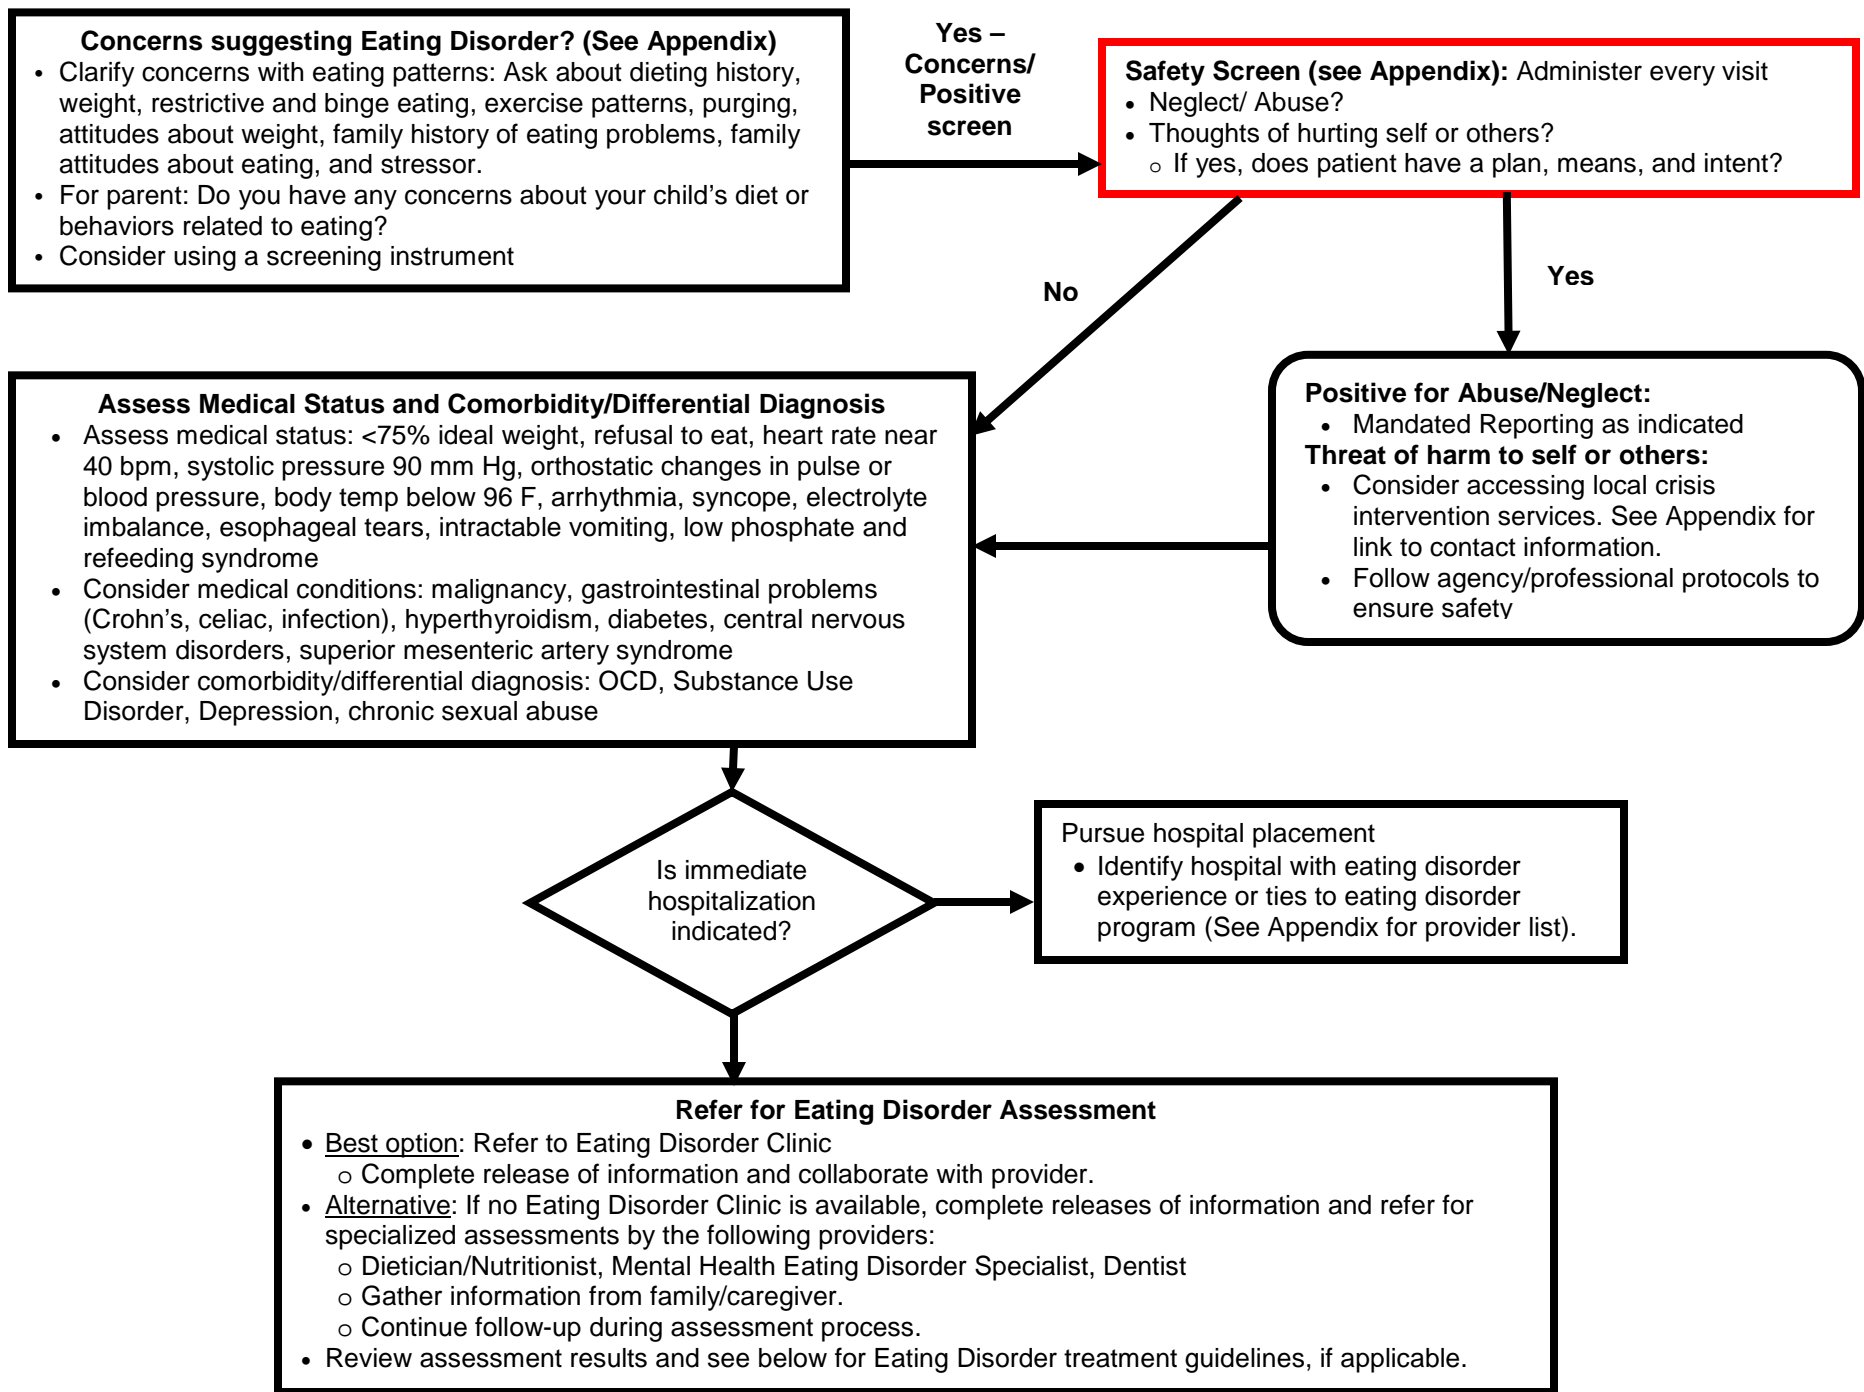 Concerns suggesting Eating Disorder? (See Appendix)
• Clarify concerns with eating patterns: Ask about dieting history,
weight, restrictive and binge eating, exercise patterns, purging,
attitudes about weight, family history of eating problems, family
attitudes about eating, and stressor.
• For parent: Do you have any concerns about your child's diet or
behaviors related to eating?
• Consider using a screening instrument
Yes –
Concerns/
Positive
screen
Safety Screen (see Appendix): Administer every visit
• Neglect/ Abuse?
• Thoughts of hurting self or others?
o If yes, does patient have a plan, means, and intent?
No
Yes
Positive for Abuse/Neglect:
• Mandated Reporting as indicated
Threat of harm to self or others:
• Consider accessing local crisis
intervention services. See Appendix for
link to contact information.
• Follow agency/professional protocols to
ensure safety
Assess Medical Status and Comorbidity/Differential Diagnosis
• Assess medical status: <75% ideal weight, refusal to eat, heart rate near
40 bpm, systolic pressure 90 mm Hg, orthostatic changes in pulse or
blood pressure, body temp below 96 F, arrhythmia, syncope, electrolyte
imbalance, esophageal tears, intractable vomiting, low phosphate and
refeeding syndrome
• Consider medical conditions: malignancy, gastrointestinal problems
(Crohn's, celiac, infection), hyperthyroidism, diabetes, central nervous
system disorders, superior mesenteric artery syndrome
• Consider comorbidity/differential diagnosis: OCD, Substance Use
Disorder, Depression, chronic sexual abuse
Is immediate
hospitalization
indicated?
Pursue hospital placement
• Identify hospital with eating disorder
experience or ties to eating disorder
program (See Appendix for provider list).
Refer for Eating Disorder Assessment
• Best option: Refer to Eating Disorder Clinic
o Complete release of information and collaborate with provider.
• Alternative: If no Eating Disorder Clinic is available, complete releases of information and refer for
specialized assessments by the following providers:
o Dietician/Nutritionist, Mental Health Eating Disorder Specialist, Dentist
o Gather information from family/caregiver.
o Continue follow-up during assessment process.
• Review assessment results and see below for Eating Disorder treatment guidelines, if applicable.